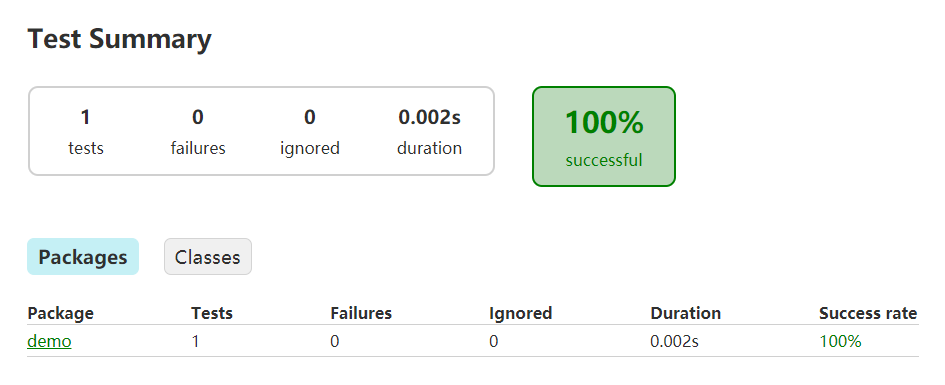 Test Summary
1 0 0 0.002s 100%
tests failures ignored duration successful
Packages Classes
Package Tests Failures Ignored Duration Success rate
demo 1 0 0 0.002s 100%